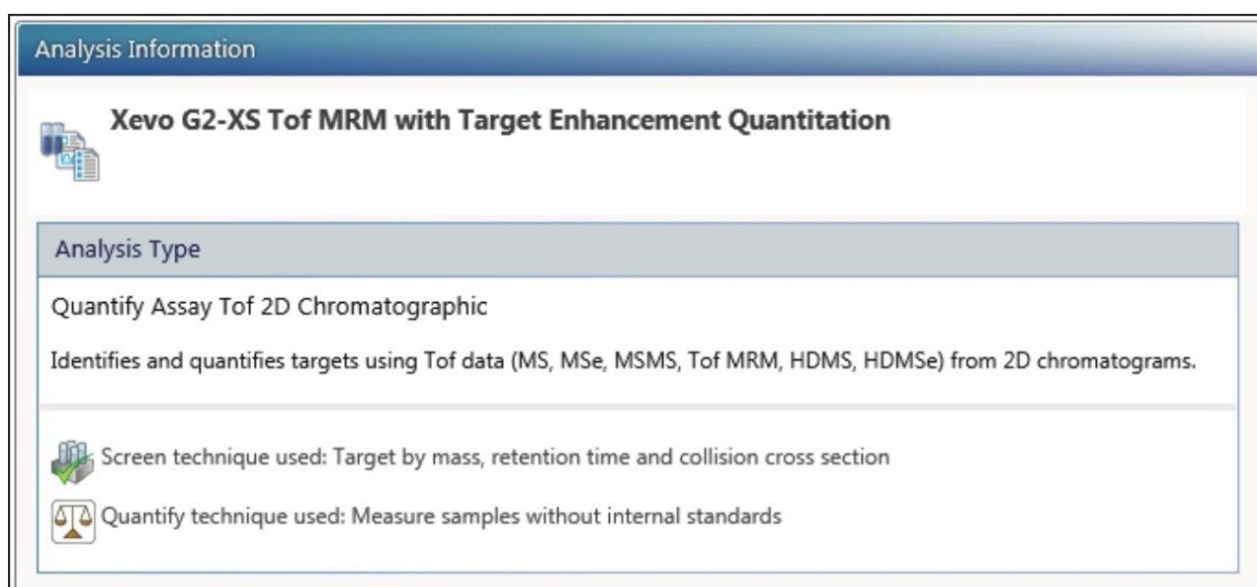 Analysis Information
Xevo G2-XS Tof MRM with Target Enhancement Quantitation
Analysis Type
Quantify Assay Tof 2D Chromatographic
Identifies and quantifies targets using Tof data (MS, MSe, MSMS, Tof MRM, HDMS, HDMSe) from 2D chromatograms.
Screen technique used: Target by mass, retention time and collision cross section
Quantify technique used: Measure samples without internal standards